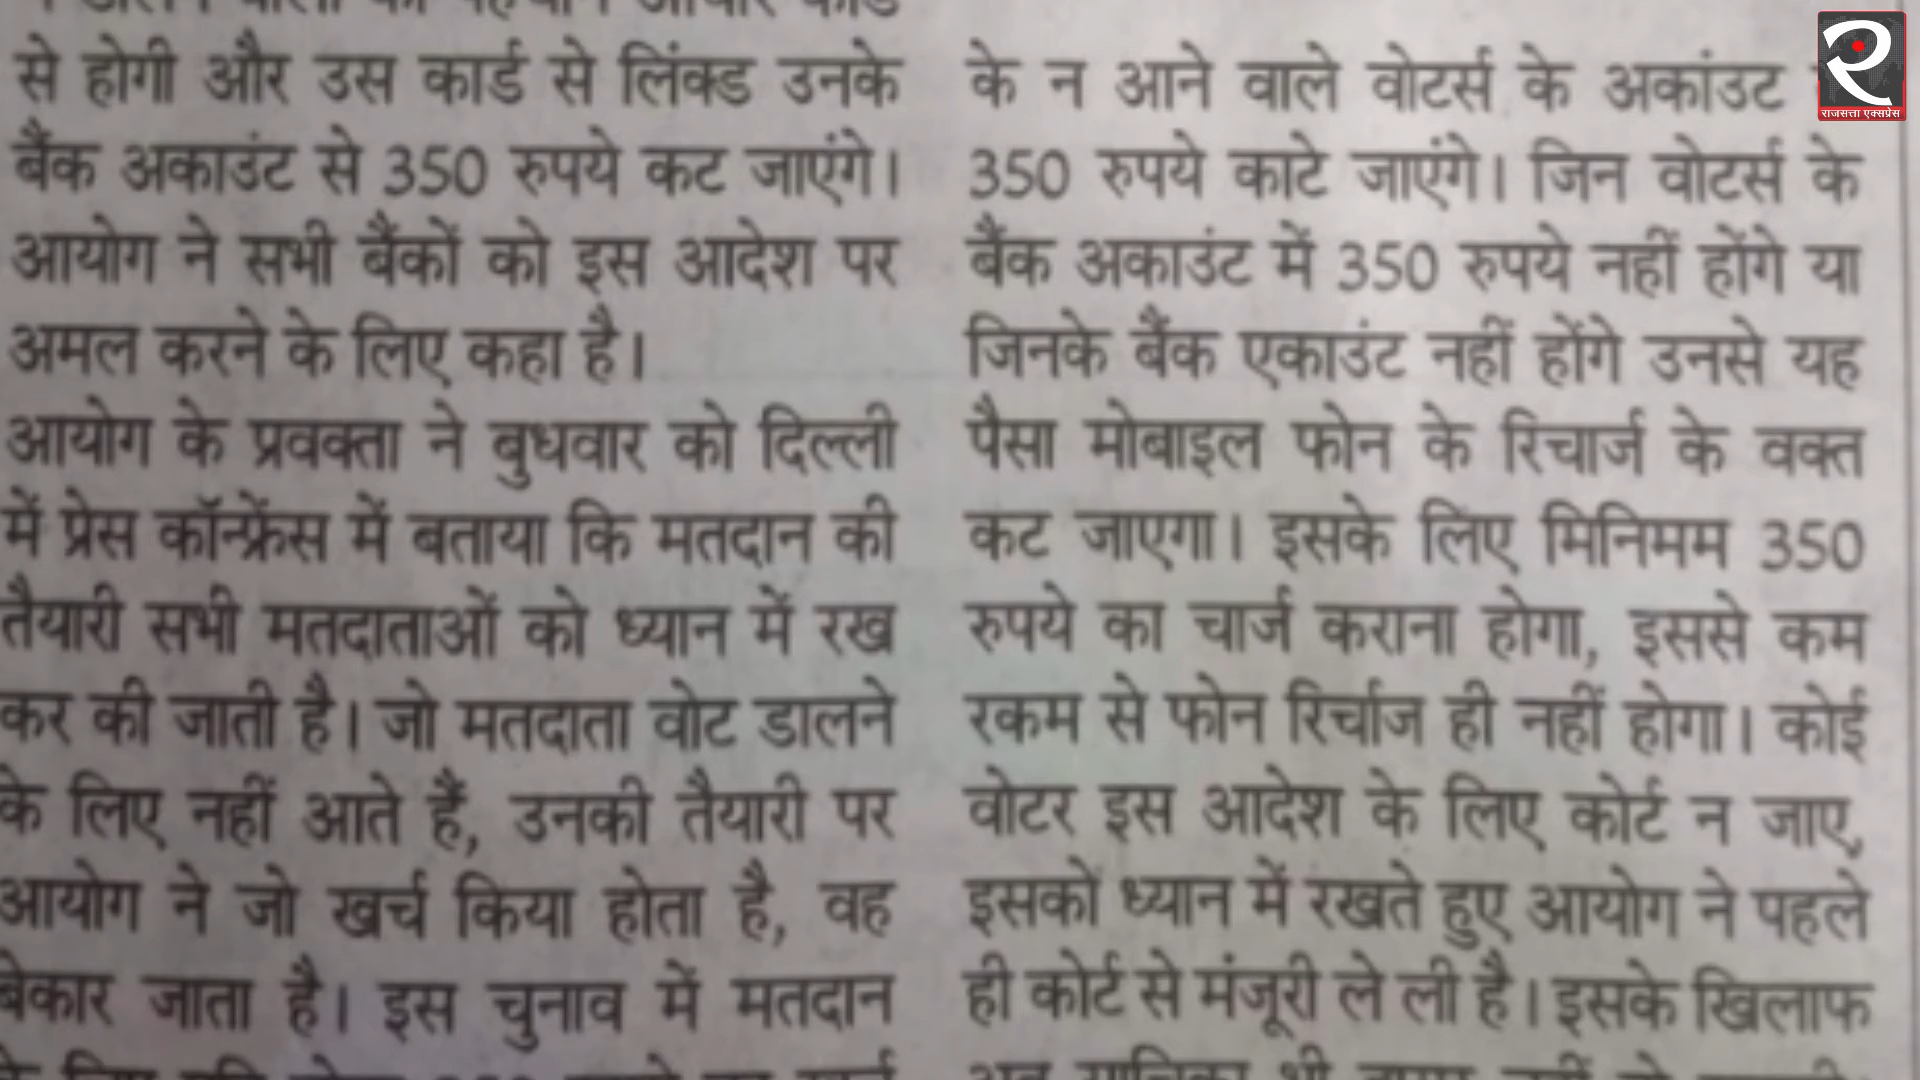 से होगी और उस कार्ड से लिंक्ड उनके
बैंक अकाउंट से 350 रुपये कट जाएंगे।
आयोग ने सभी बैंकों को इस आदेश पर
अमल करने के लिए कहा है।
आयोग के प्रवक्ता ने बुधवार को दिल्ली
में प्रेस कॉन्फ्रेंस में बताया कि मतदान की
तैयारी सभी मतदाताओं को ध्यान में रख
कर की जाती है। जो मतदाता वोट डालने
के लिए नहीं आते हैं, उनकी तैयारी पर
आयोग ने जो खर्च किया होता है, वह
बेकार जाता है। इस चुनाव में मतदान
के न आने वाले वोटर्स के अकांउट
350 रुपये काटे जाएंगे। जिन वोटर्स के
बैंक अकाउंट में 350 रुपये नहीं होंगे या
जिनके बैंक एकाउंट नहीं होंगे उनसे यह
पैसा मोबाइल फोन के रिचार्ज के वक्त
कट जाएगा। इसके लिए मिनिमम 350
रुपये का चार्ज कराना होगा, इससे कम
रकम से फोन रिर्चाज ही नहीं होगा। कोई
वोटर इस आदेश के लिए कोर्ट न जाए,
इसको ध्यान में रखते हुए आयोग ने पहले
ही कोर्ट से मंजूरी ले ली है। इसके खिलाफ
राजसत्ता एक्सप्रेस